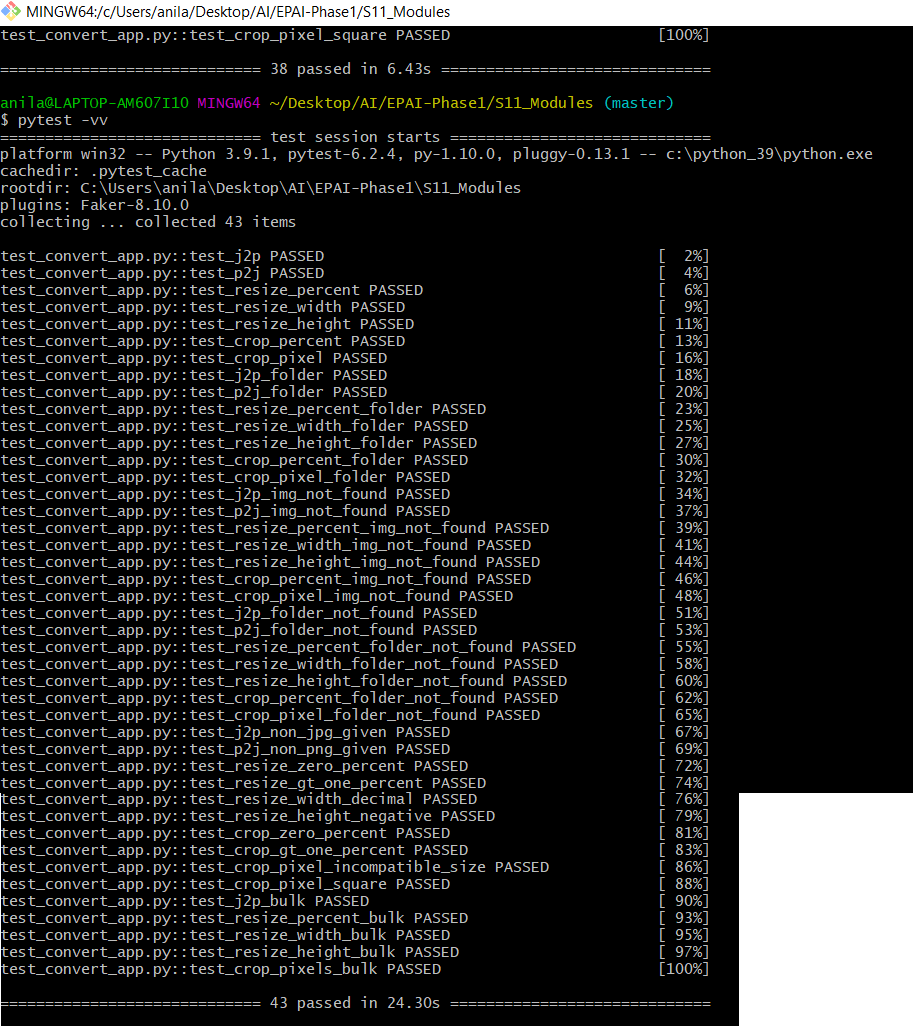 MINGW64:/c/Users/anila/Desktop/AI/EPAI-Phase1/S11_Modules
test_convert_app.py::test_crop_pixel_square PASSED [100%]
============================= 38 passed in 6.43s ==============================
anila@LAPTOP-AM607I10 MINGW64 ~/Desktop/AI/EPAI-Phase1/S11_Modules (master)
$ pytest -vv
============================= test session starts =============================
platform win32 -- Python 3.9.1, pytest-6.2.4, py-1.10.0, pluggy-0.13.1 -- c:\python_39\python.exe
cachedir: .pytest_cache
rootdir: C:\Users\anila\Desktop\AI\EPAI-Phase1\S11_Modules
plugins: Faker-8.10.0
collecting ... collected 43 items
test_convert_app.py::test_j2p PASSED [  2%]
test_convert_app.py::test_p2j PASSED [  4%]
test_convert_app.py::test_resize_percent PASSED [  6%]
test_convert_app.py::test_resize_width PASSED [  9%]
test_convert_app.py::test_resize_height PASSED [ 11%]
test_convert_app.py::test_crop_percent PASSED [ 13%]
test_convert_app.py::test_crop_pixel PASSED [ 16%]
test_convert_app.py::test_j2p_folder PASSED [ 18%]
test_convert_app.py::test_p2j_folder PASSED [ 20%]
test_convert_app.py::test_resize_percent_folder PASSED [ 23%]
test_convert_app.py::test_resize_width_folder PASSED [ 25%]
test_convert_app.py::test_resize_height_folder PASSED [ 27%]
test_convert_app.py::test_crop_percent_folder PASSED [ 30%]
test_convert_app.py::test_crop_pixel_folder PASSED [ 32%]
test_convert_app.py::test_j2p_img_not_found PASSED [ 34%]
test_convert_app.py::test_p2j_img_not_found PASSED [ 37%]
test_convert_app.py::test_resize_percent_img_not_found PASSED [ 39%]
test_convert_app.py::test_resize_width_img_not_found PASSED [ 41%]
test_convert_app.py::test_resize_height_img_not_found PASSED [ 44%]
test_convert_app.py::test_crop_percent_img_not_found PASSED [ 46%]
test_convert_app.py::test_crop_pixel_img_not_found PASSED [ 48%]
test_convert_app.py::test_j2p_folder_not_found PASSED [ 51%]
test_convert_app.py::test_p2j_folder_not_found PASSED [ 53%]
test_convert_app.py::test_resize_percent_folder_not_found PASSED [ 55%]
test_convert_app.py::test_resize_width_folder_not_found PASSED [ 58%]
test_convert_app.py::test_resize_height_folder_not_found PASSED [ 60%]
test_convert_app.py::test_crop_percent_folder_not_found PASSED [ 62%]
test_convert_app.py::test_crop_pixel_folder_not_found PASSED [ 65%]
test_convert_app.py::test_j2p_non_jpg_given PASSED [ 67%]
test_convert_app.py::test_p2j_non_png_given PASSED [ 69%]
test_convert_app.py::test_resize_zero_percent PASSED [ 72%]
test_convert_app.py::test_resize_gt_one_percent PASSED [ 74%]
test_convert_app.py::test_resize_width_decimal PASSED [ 76%]
test_convert_app.py::test_resize_height_negative PASSED [ 79%]
test_convert_app.py::test_crop_zero_percent PASSED [ 81%]
test_convert_app.py::test_crop_gt_one_percent PASSED [ 83%]
test_convert_app.py::test_crop_pixel_incompatible_size PASSED [ 86%]
test_convert_app.py::test_crop_pixel_square PASSED [ 88%]
test_convert_app.py::test_j2p_bulk PASSED [ 90%]
test_convert_app.py::test_resize_percent_bulk PASSED [ 93%]
test_convert_app.py::test_resize_width_bulk PASSED [ 95%]
test_convert_app.py::test_resize_height_bulk PASSED [ 97%]
test_convert_app.py::test_crop_pixels_bulk PASSED [100%]
============================= 43 passed in 24.30s =============================